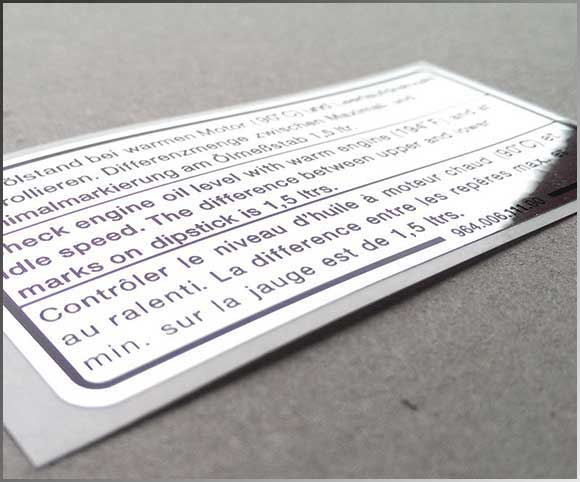 Ölstand bei warmen Motor (90°C) und Leerlaufdrehzahl
rollieren. Differenzmenge zwischen Maximal- und
nimalmarkierung am Ölmeßstab 1,5 ltr.
heck engine oil level with warm engine (194°F) and at
idle speed. The difference between upper and lower
marks on dipstick is 1,5 ltrs.
Contrôler le niveau d'huile à moteur chaud (90°C) et
au ralenti. La différence entre les repères max. et
min. sur la jauge est de 1,5 ltrs.
964.006.111.00